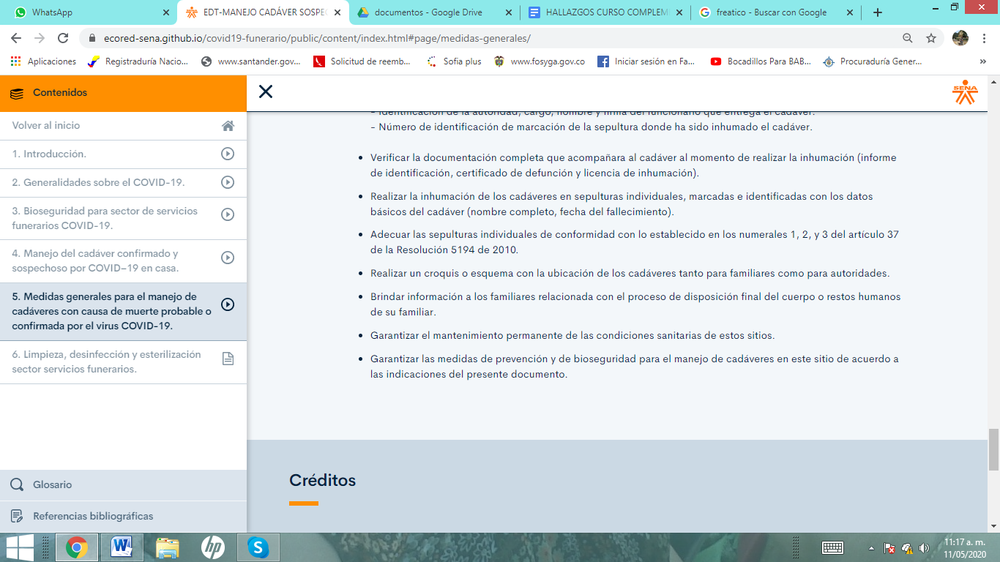 WhatsApp
EDT-MANEJO CADÁVER SOSPEC
documentos - Google Drive
HALLAZGOS CURSO COMPLEM
freatico - Buscar con Google
ecored-sena.github.io/covid19-funerario/public/content/index.html#page/medidas-generales/
Aplicaciones
Registraduría Nacio...
www.santander.gov...
Solicitud de reemb...
Sofia plus
www.fosyga.gov.co
Iniciar sesión en Fa...
Bocadillos Para BAB...
Procuraduría Gener...
»
Contenidos
Volver al inicio
1. Introducción.
2. Generalidades sobre el COVID-19.
3. Bioseguridad para sector de servicios
funerarios COVID-19.
4. Manejo del cadáver confirmado y
sospechoso por COVID–19 en casa.
5. Medidas generales para el manejo de
cadáveres con causa de muerte probable o
confirmada por el virus COVID-19.
6. Limpieza, desinfección y esterilización
sector servicios funerarios.
Glosario
Referencias bibliográficas
SENA
- Identificación de la autoridad, cargo, nombre y firma del funcionario que entrega el cadáver.
- Número de identificación de marcación de la sepultura donde ha sido inhumado el cadáver.
• Verificar la documentación completa que acompañara al cadáver al momento de realizar la inhumación (informe
de identificación, certificado de defunción y licencia de inhumación).
• Realizar la inhumación de los cadáveres en sepulturas individuales, marcadas e identificadas con los datos
básicos del cadáver (nombre completo, fecha del fallecimiento).
• Adecuar las sepulturas individuales de conformidad con lo establecido en los numerales 1, 2, y 3 del artículo 37
de la Resolución 5194 de 2010.
• Realizar un croquis o esquema con la ubicación de los cadáveres tanto para familiares como para autoridades.
• Brindar información a los familiares relacionada con el proceso de disposición final del cuerpo o restos humanos
de su familiar.
• Garantizar el mantenimiento permanente de las condiciones sanitarias de estos sitios.
• Garantizar las medidas de prevención y de bioseguridad para el manejo de cadáveres en este sitio de acuerdo a
las indicaciones del presente documento.
Créditos
11:17 a. m.
11/05/2020